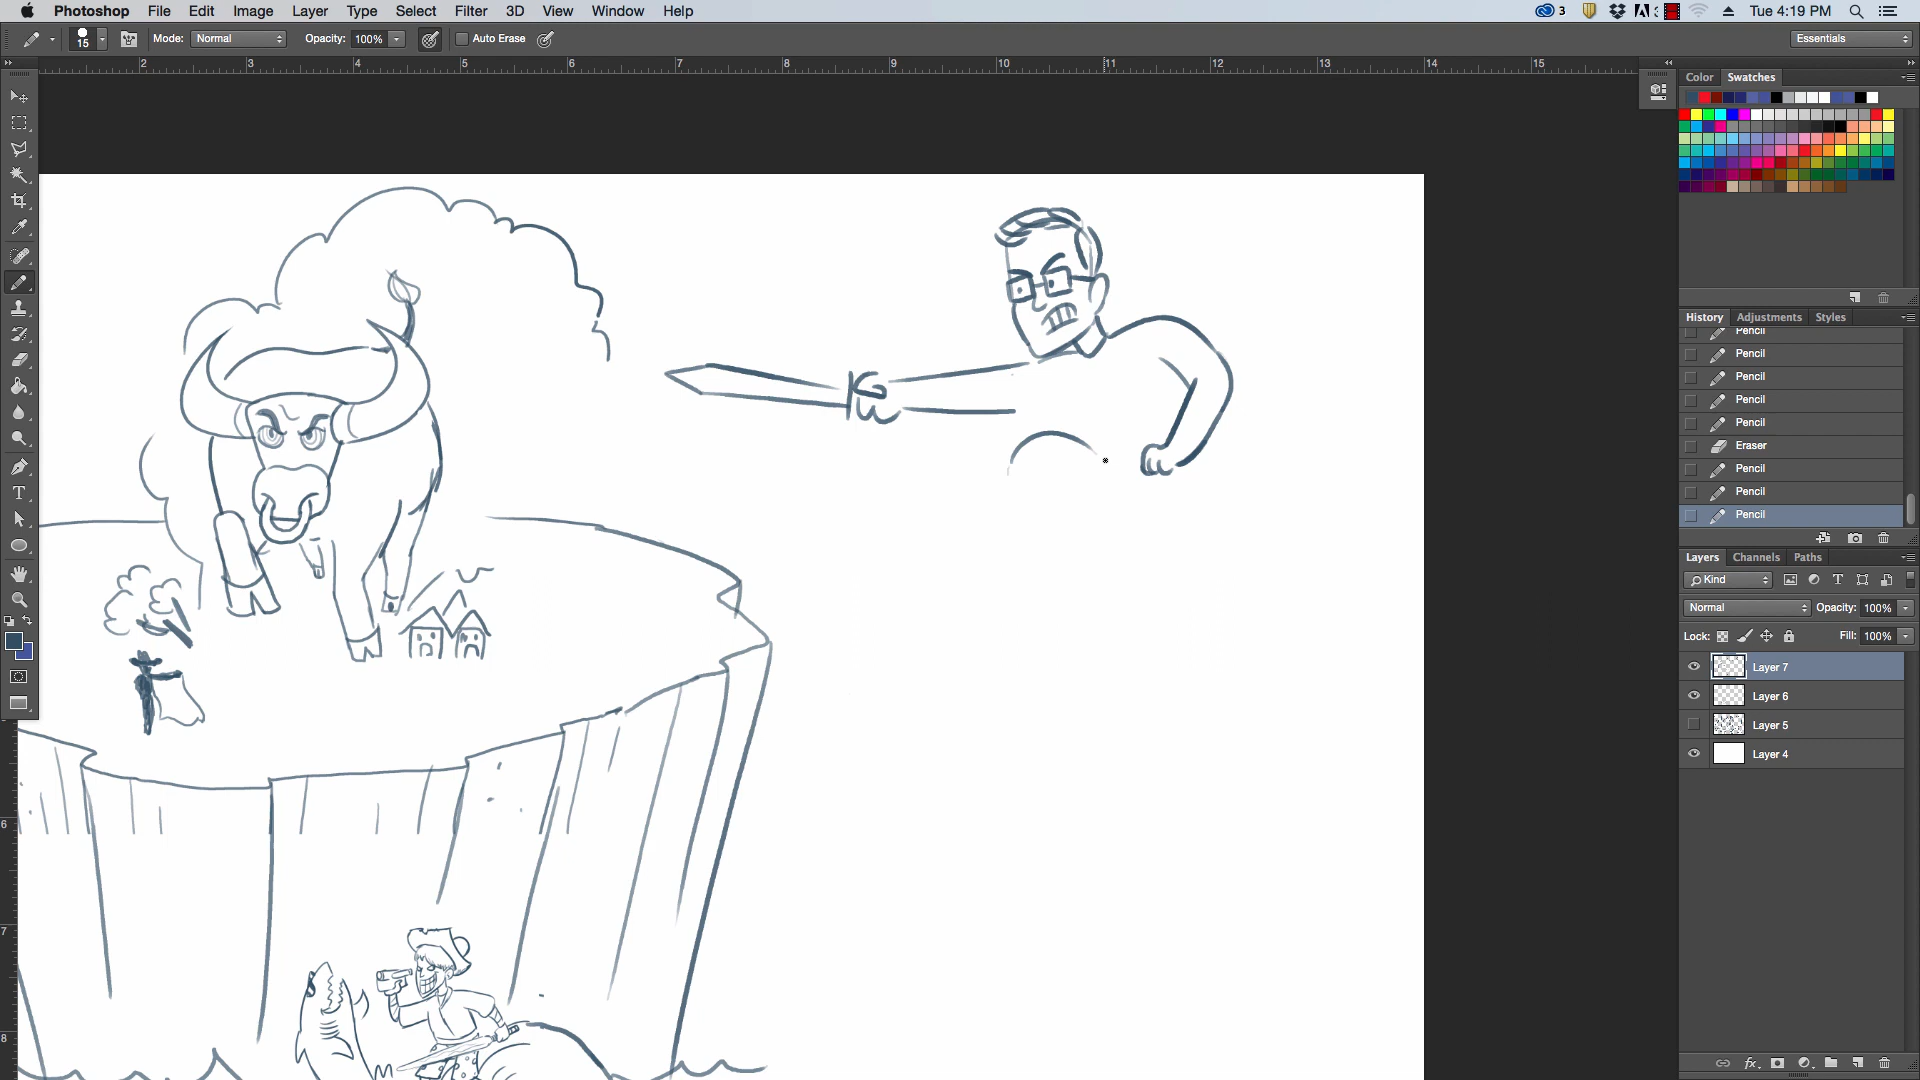 Photoshop File Edit Image Layer Type Select Filter 3D View Window Help 3 Tue 4:19 PM
15 Mode: Normal Opacity: 100% Auto Erase Essentials
2 3 4 5 6 7 8 9 10 11 12 13 14 15
Color Swatches
History Adjustments Styles
Pencil
Pencil
Pencil
Pencil
Pencil
Eraser
Pencil
Pencil
Pencil
Layers Channels Paths
Kind
Normal Opacity: 100%
Lock: Fill: 100%
Layer 7
Layer 6
Layer 5
Layer 4
6
7
8